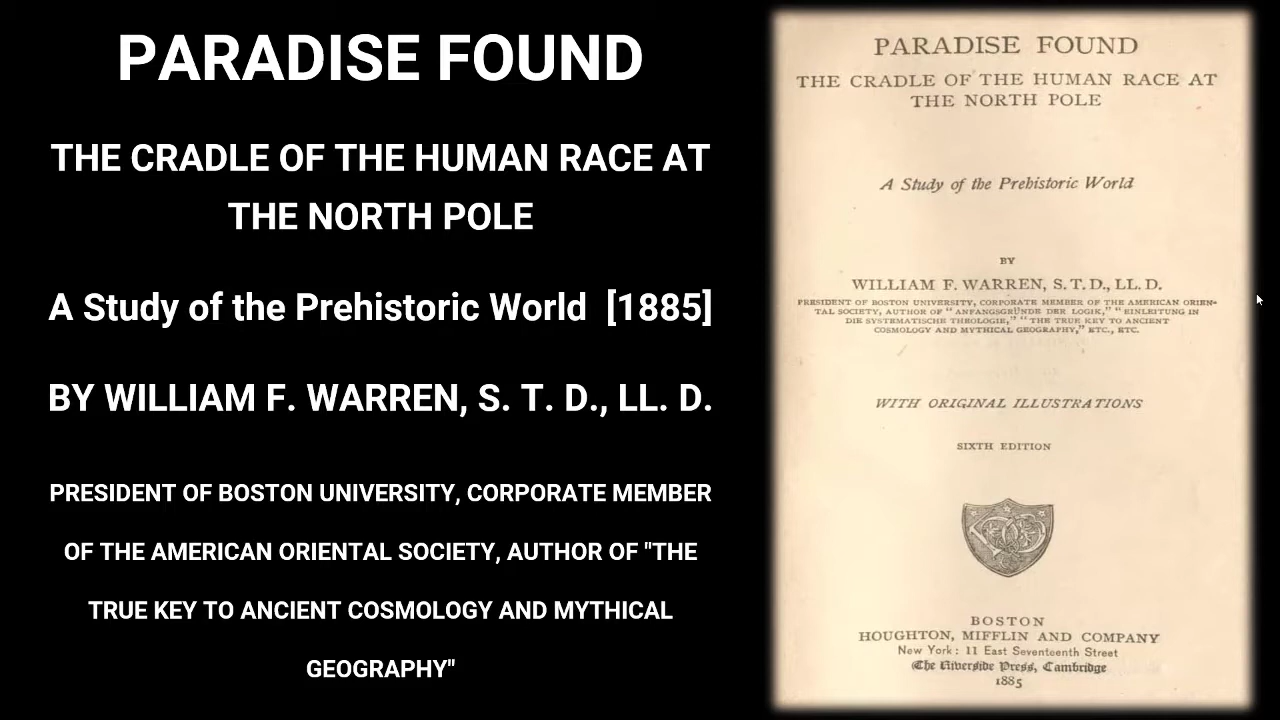 PARADISE FOUND
THE CRADLE OF THE HUMAN RACE AT
THE NORTH POLE
A Study of the Prehistoric World [1885]
BY WILLIAM F. WARREN, S. T. D., LL. D.
PRESIDENT OF BOSTON UNIVERSITY, CORPORATE MEMBER
OF THE AMERICAN ORIENTAL SOCIETY, AUTHOR OF "THE
TRUE KEY TO ANCIENT COSMOLOGY AND MYTHICAL
GEOGRAPHY"
PARADISE FOUND
THE CRADLE OF THE HUMAN RACE AT
THE NORTH POLE
A Study of the Prehistoric World
BY
WILLIAM F. WARREN, S.T.D., LL.D.
PRESIDENT OF BOSTON UNIVERSITY, CORPORATE MEMBER OF THE AMERICAN ORIEN-
TAL SOCIETY, AUTHOR OF "ANFANGSGRÜNDE DER LOGIK," "EINLEITUNG IN
DIE SYSTEMATISCHE THEOLOGIE," "THE TRUE KEY TO ANCIENT
COSMOLOGY AND MYTHICAL GEOGRAPHY," ETC., ETC.
WITH ORIGINAL ILLUSTRATIONS
SIXTH EDITION
BOSTON
HOUGHTON, MIFFLIN AND COMPANY
New York: 11 East Seventeenth Street
The Riverside Press, Cambridge
1885